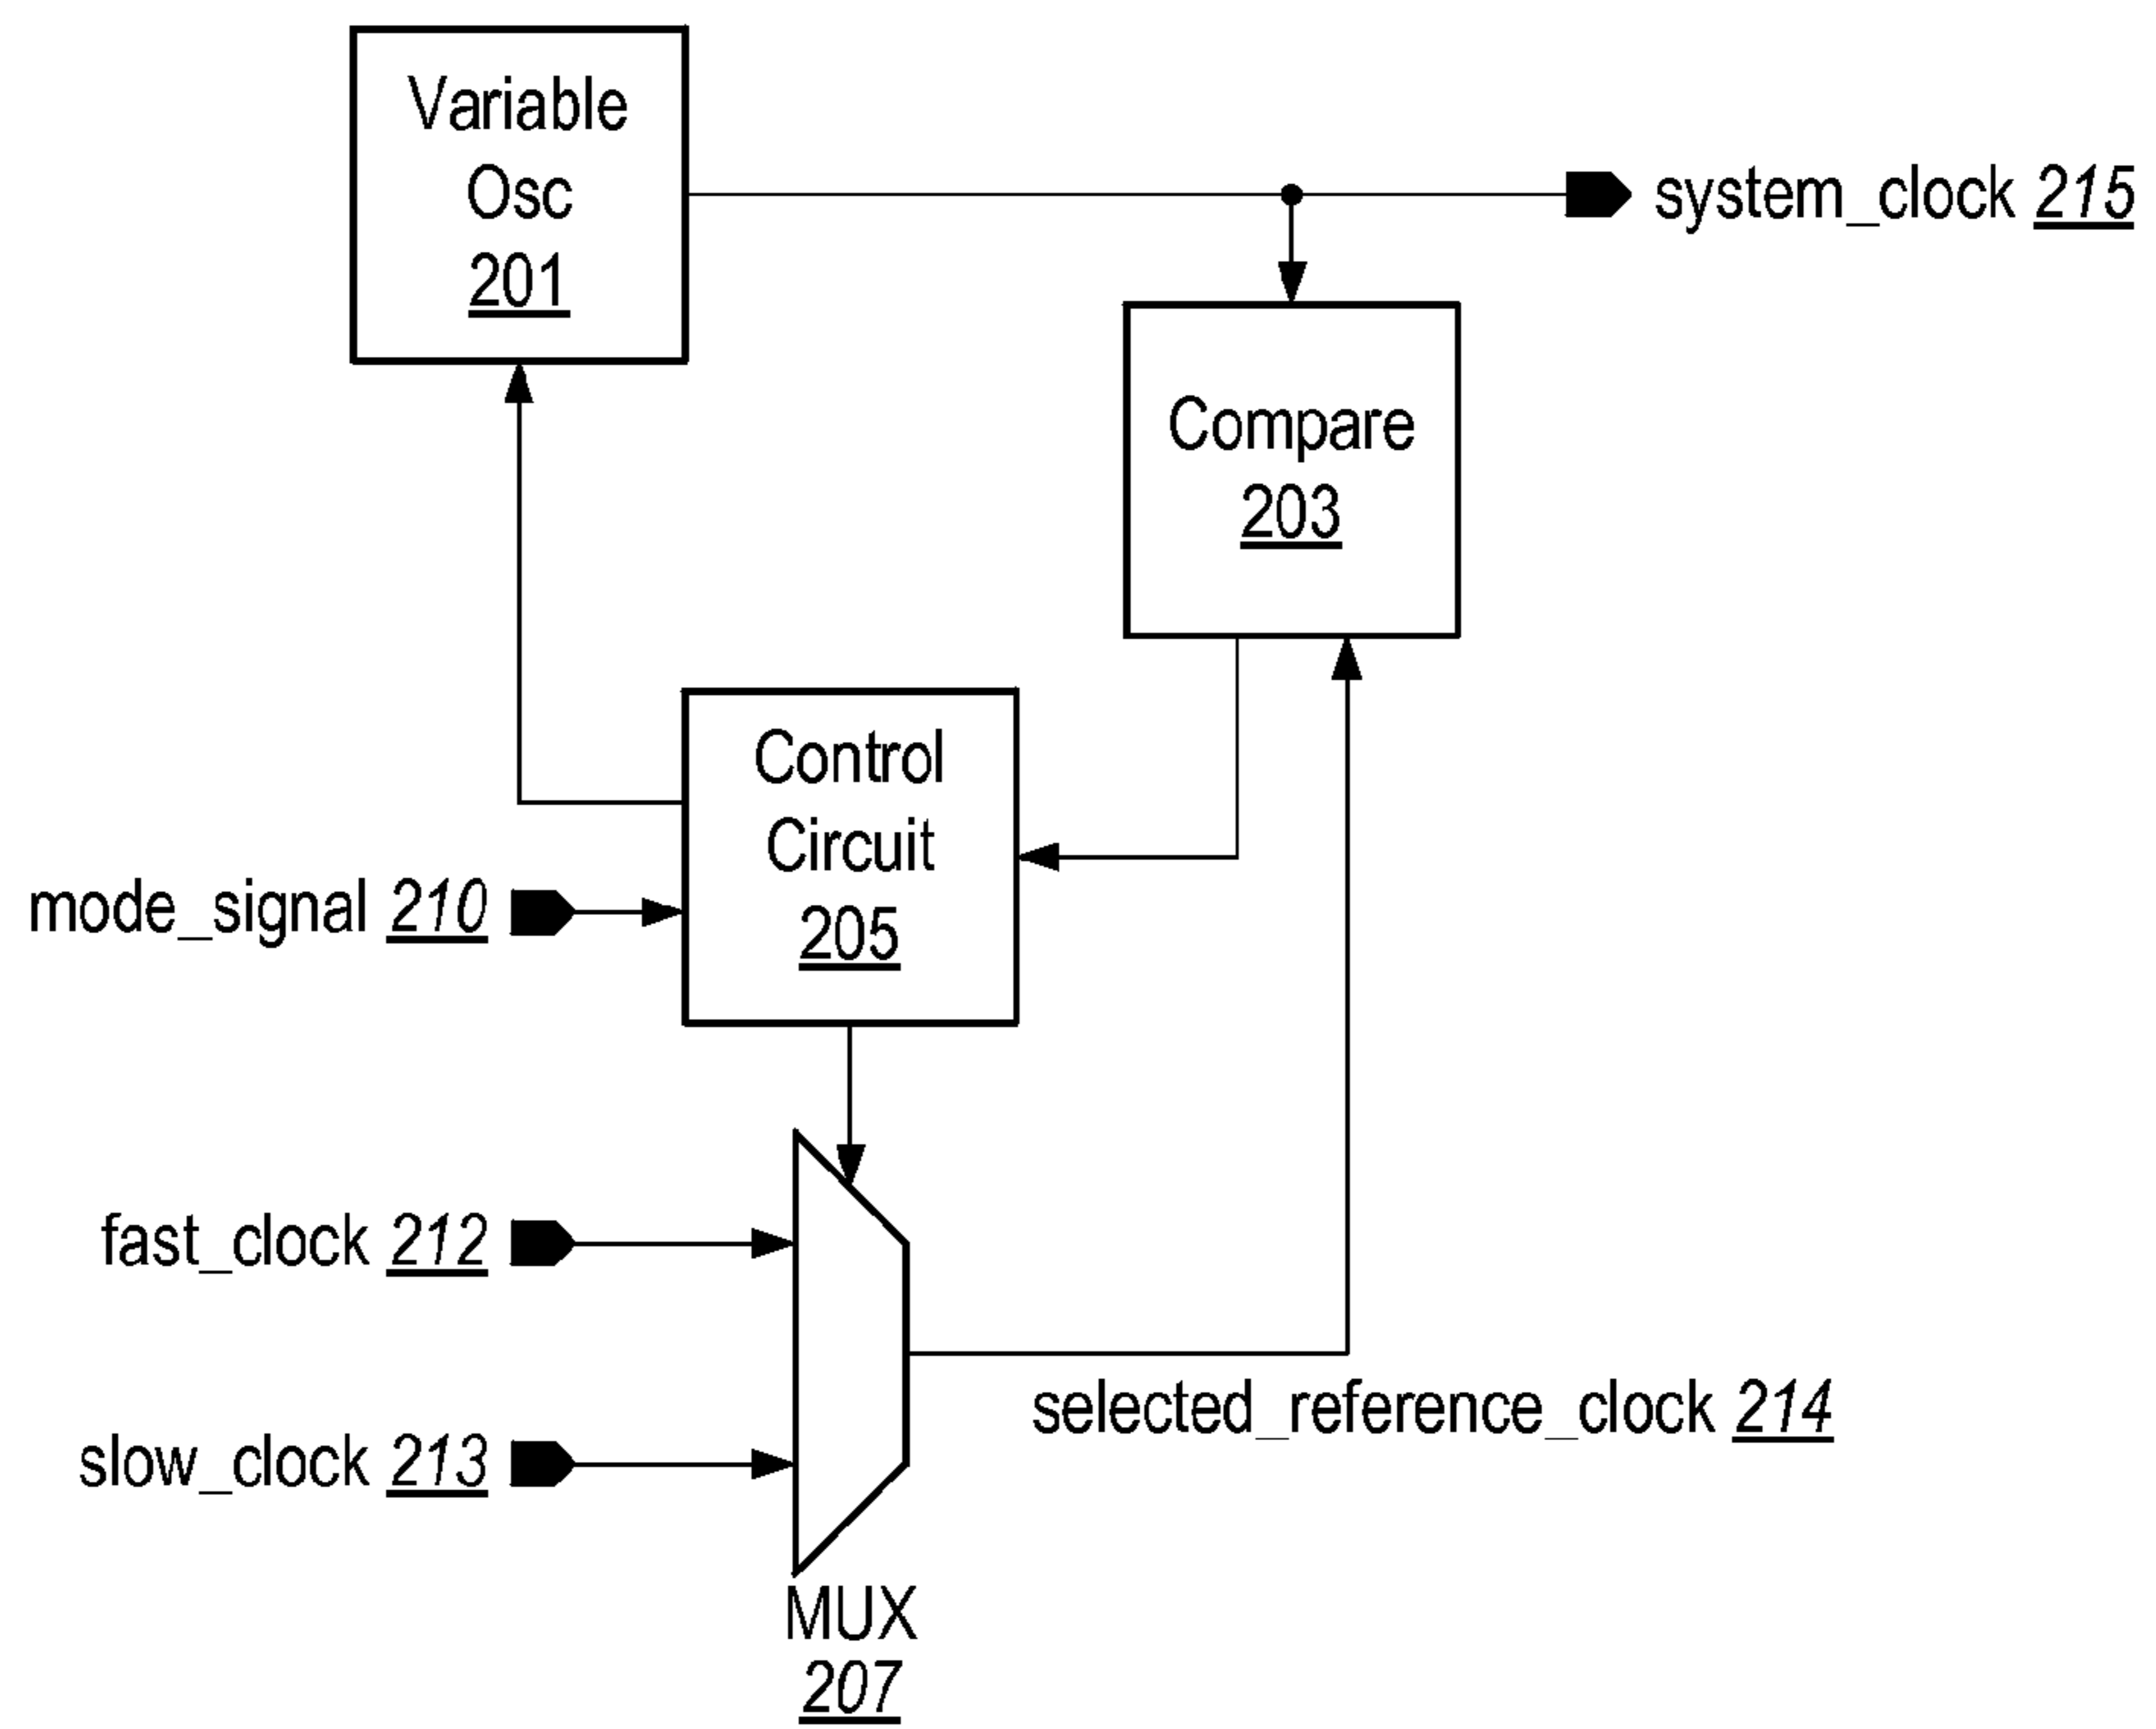 Variable
Osc
201
system_clock 215
Compare
203
Control
Circuit
205
mode_signal 210
fast_clock 212
selected_reference_clock 214
slow_clock 213
MUX
207